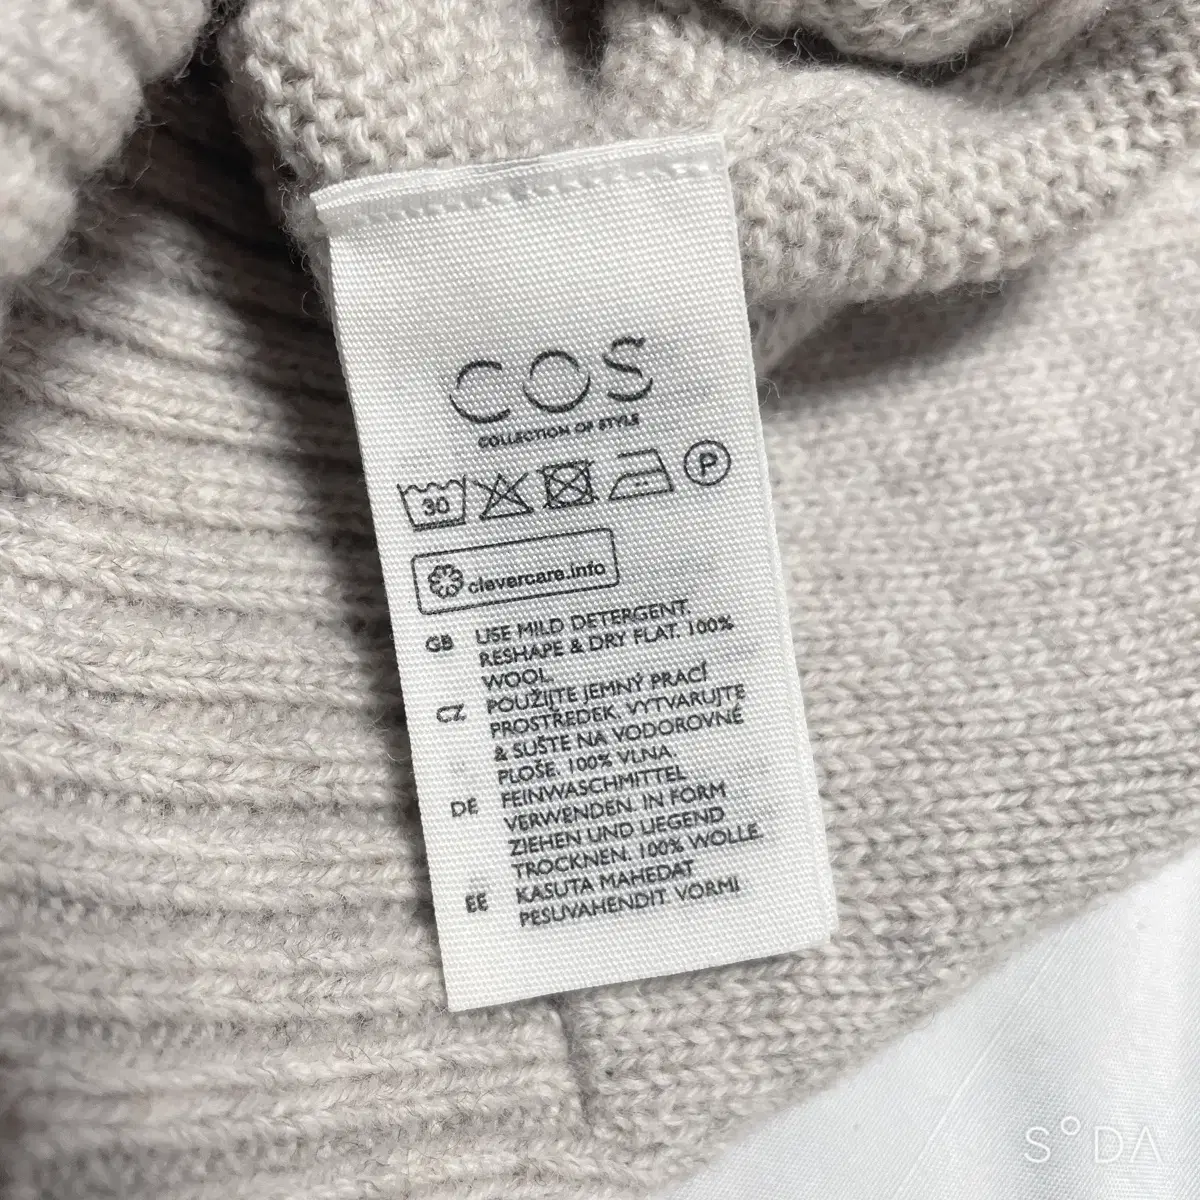 COS
COLLECTION OF STYLE
30 P
clevercare.info
GB USE MILD DETERGENT.
RESHAPE & DRY FLAT. 100%
WOOL.
CZ POUŽIJTE JEMNÝ PRACÍ
PROSTŘEDEK. VYTVARUJTE
& SUŠTE NA VODOROVNÉ
PLOŠE. 100% VLNA.
DE FEINWASCHMITTEL
VERWENDEN. IN FORM
ZIEHEN UND LIEGEND
TROCKNEN. 100% WOLLE.
EE KASUTA MAHEDAT
PESUVAHENDIT. VORMI
SODA